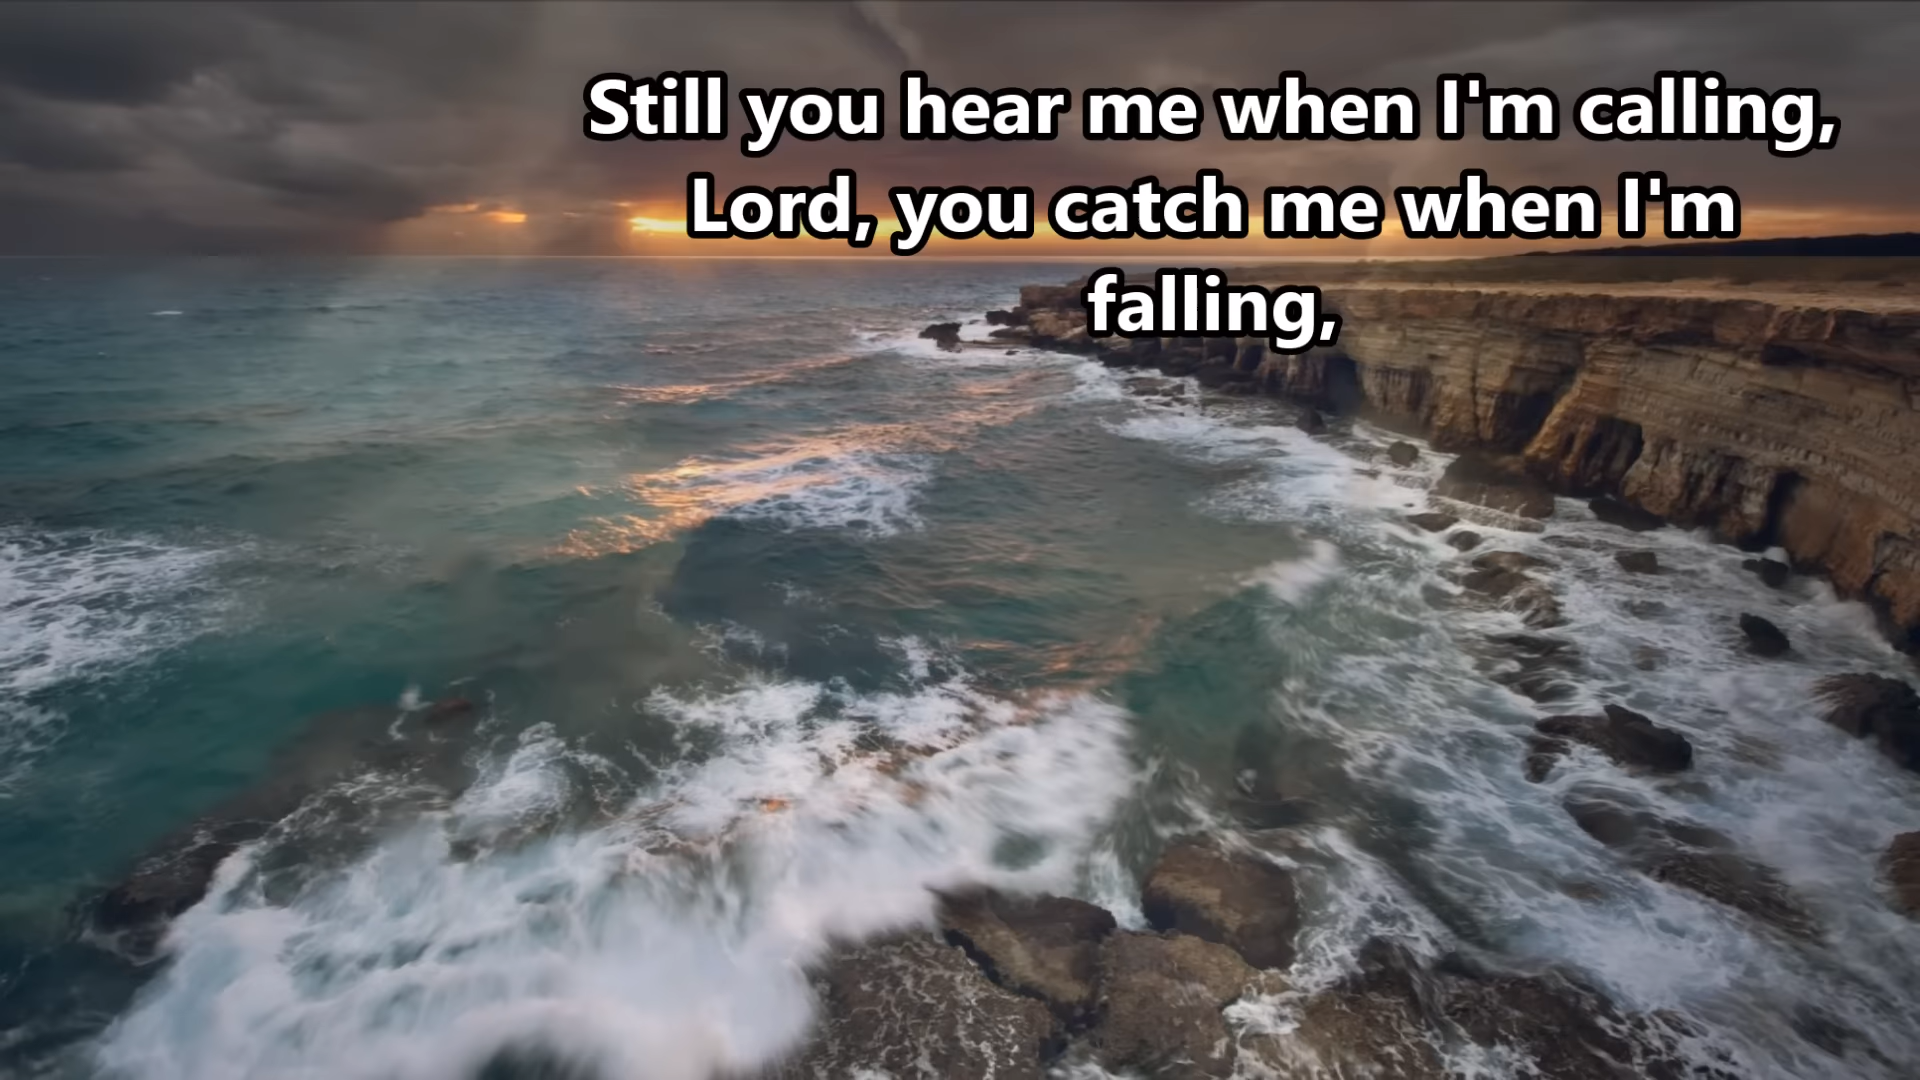 Still you hear me when I'm calling,
Lord, you catch me when I'm
falling,